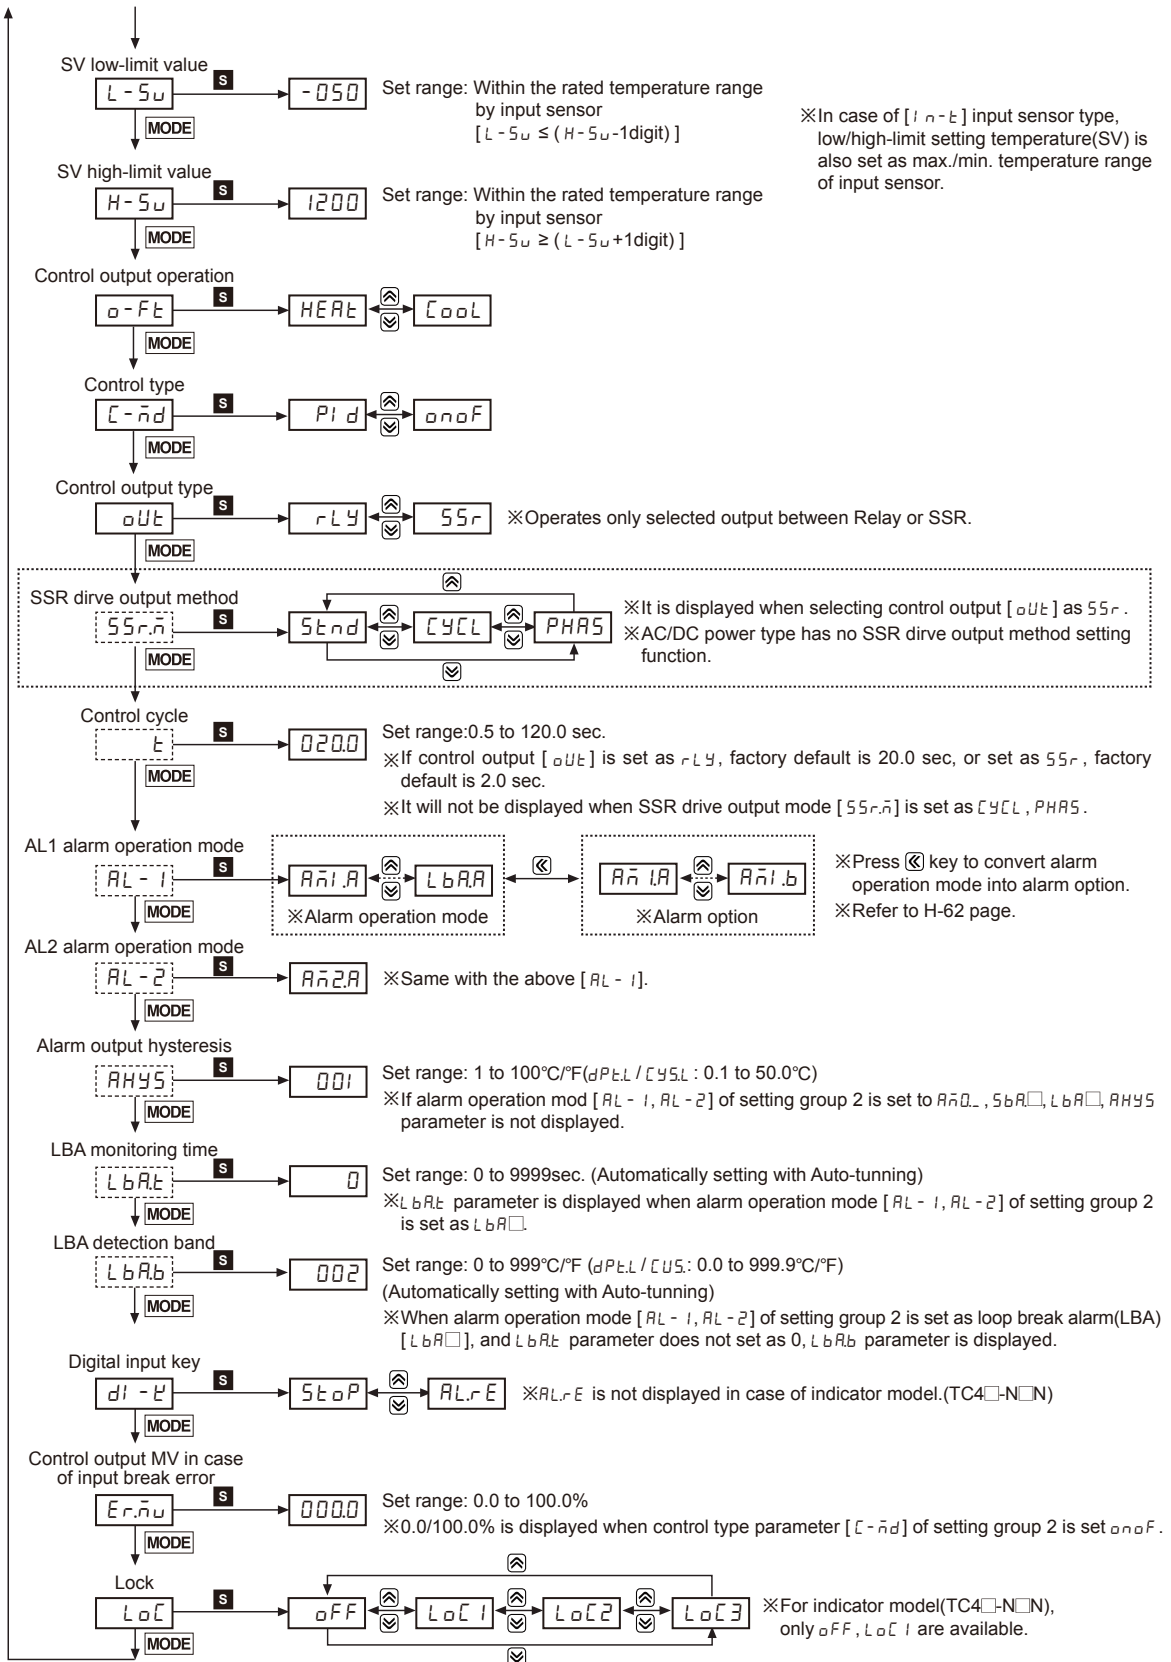 SV low-limit value
L-Sv
S
-050
MODE
Set range: Within the rated temperature range
by input sensor
[ L-Sv ≤ ( H-Sv-1digit) ]
※In case of [ In-t ] input sensor type,
low/high-limit setting temperature(SV) is
also set as max./min. temperature range
of input sensor.
SV high-limit value
H-Sv
S
1200
MODE
Set range: Within the rated temperature range
by input sensor
[ H-Sv ≥ ( L-Sv+1digit) ]
Control output operation
o-Ft
S
HEAt
CooL
MODE
Control type
C-md
S
PId
onoF
MODE
Control output type
oUt
S
rLY
SSr
※Operates only selected output between Relay or SSR.
MODE
SSR dirve output method
SSr.m
S
Stnd
CYCL
PHAS
MODE
※It is displayed when selecting control output [ oUt ] as SSr .
※AC/DC power type has no SSR dirve output method setting
function.
Control cycle
t
S
020.0
MODE
Set range:0.5 to 120.0 sec.
※If control output [ oUt ] is set as rLY, factory default is 20.0 sec, or set as SSr , factory
default is 2.0 sec.
※It will not be displayed when SSR drive output mode [ SSr.m ] is set as CYCL , PHAS .
AL1 alarm operation mode
AL-1
S
Am1.A
LbA.A
※Alarm operation mode
Am1.A
Am1.b
※Alarm option
MODE
※Press key to convert alarm
operation mode into alarm option.
※Refer to H-62 page.
AL2 alarm operation mode
AL-2
S
Am2.A
※Same with the above [ AL-1].
MODE
Alarm output hysteresis
AHYS
S
001
MODE
Set range: 1 to 100℃/℉(dPt.L / CYS.L : 0.1 to 50.0℃)
※If alarm operation mod [ AL-1, AL-2 ] of setting group 2 is set to Am0._ , SbA.□, LbA□, AHYS
parameter is not displayed.
LBA monitoring time
LbA.t
S
0
MODE
Set range: 0 to 9999sec. (Automatically setting with Auto-tunning)
※LbA.t parameter is displayed when alarm operation mode [ AL-1, AL-2] of setting group 2
is set as LbA□.
LBA detection band
LbA.b
S
002
MODE
Set range: 0 to 999℃/℉ (dPt.L / CUS.: 0.0 to 999.9℃/℉)
(Automatically setting with Auto-tunning)
※When alarm operation mode [ AL-1, AL-2] of setting group 2 is set as loop break alarm(LBA)
[ LbA□ ], and LbA.t parameter does not set as 0, LbA.b parameter is displayed.
Digital input key
dI-K
S
StoP
AL.rE
※AL.rE is not displayed in case of indicator model.(TC4□-N□N)
MODE
Control output MV in case
of input break error
Er.mv
S
000.0
MODE
Set range: 0.0 to 100.0%
※0.0/100.0% is displayed when control type parameter [ C-md] of setting group 2 is set onoF .
Lock
LoC
S
oFF
LoC1
LoC2
LoC3
MODE
※For indicator model(TC4□-N□N),
only oFF , LoC1 are available.